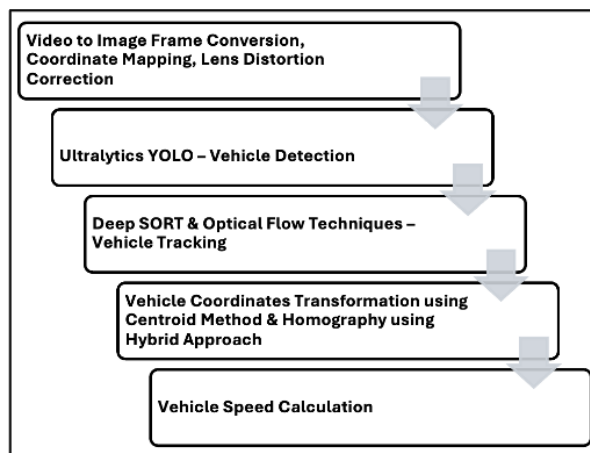 Video to Image Frame Conversion,
Coordinate Mapping, Lens Distortion
Correction
Ultralytics YOLO – Vehicle Detection
Deep SORT & Optical Flow Techniques –
Vehicle Tracking
Vehicle Coordinates Transformation using
Centroid Method & Homography using
Hybrid Approach
Vehicle Speed Calculation